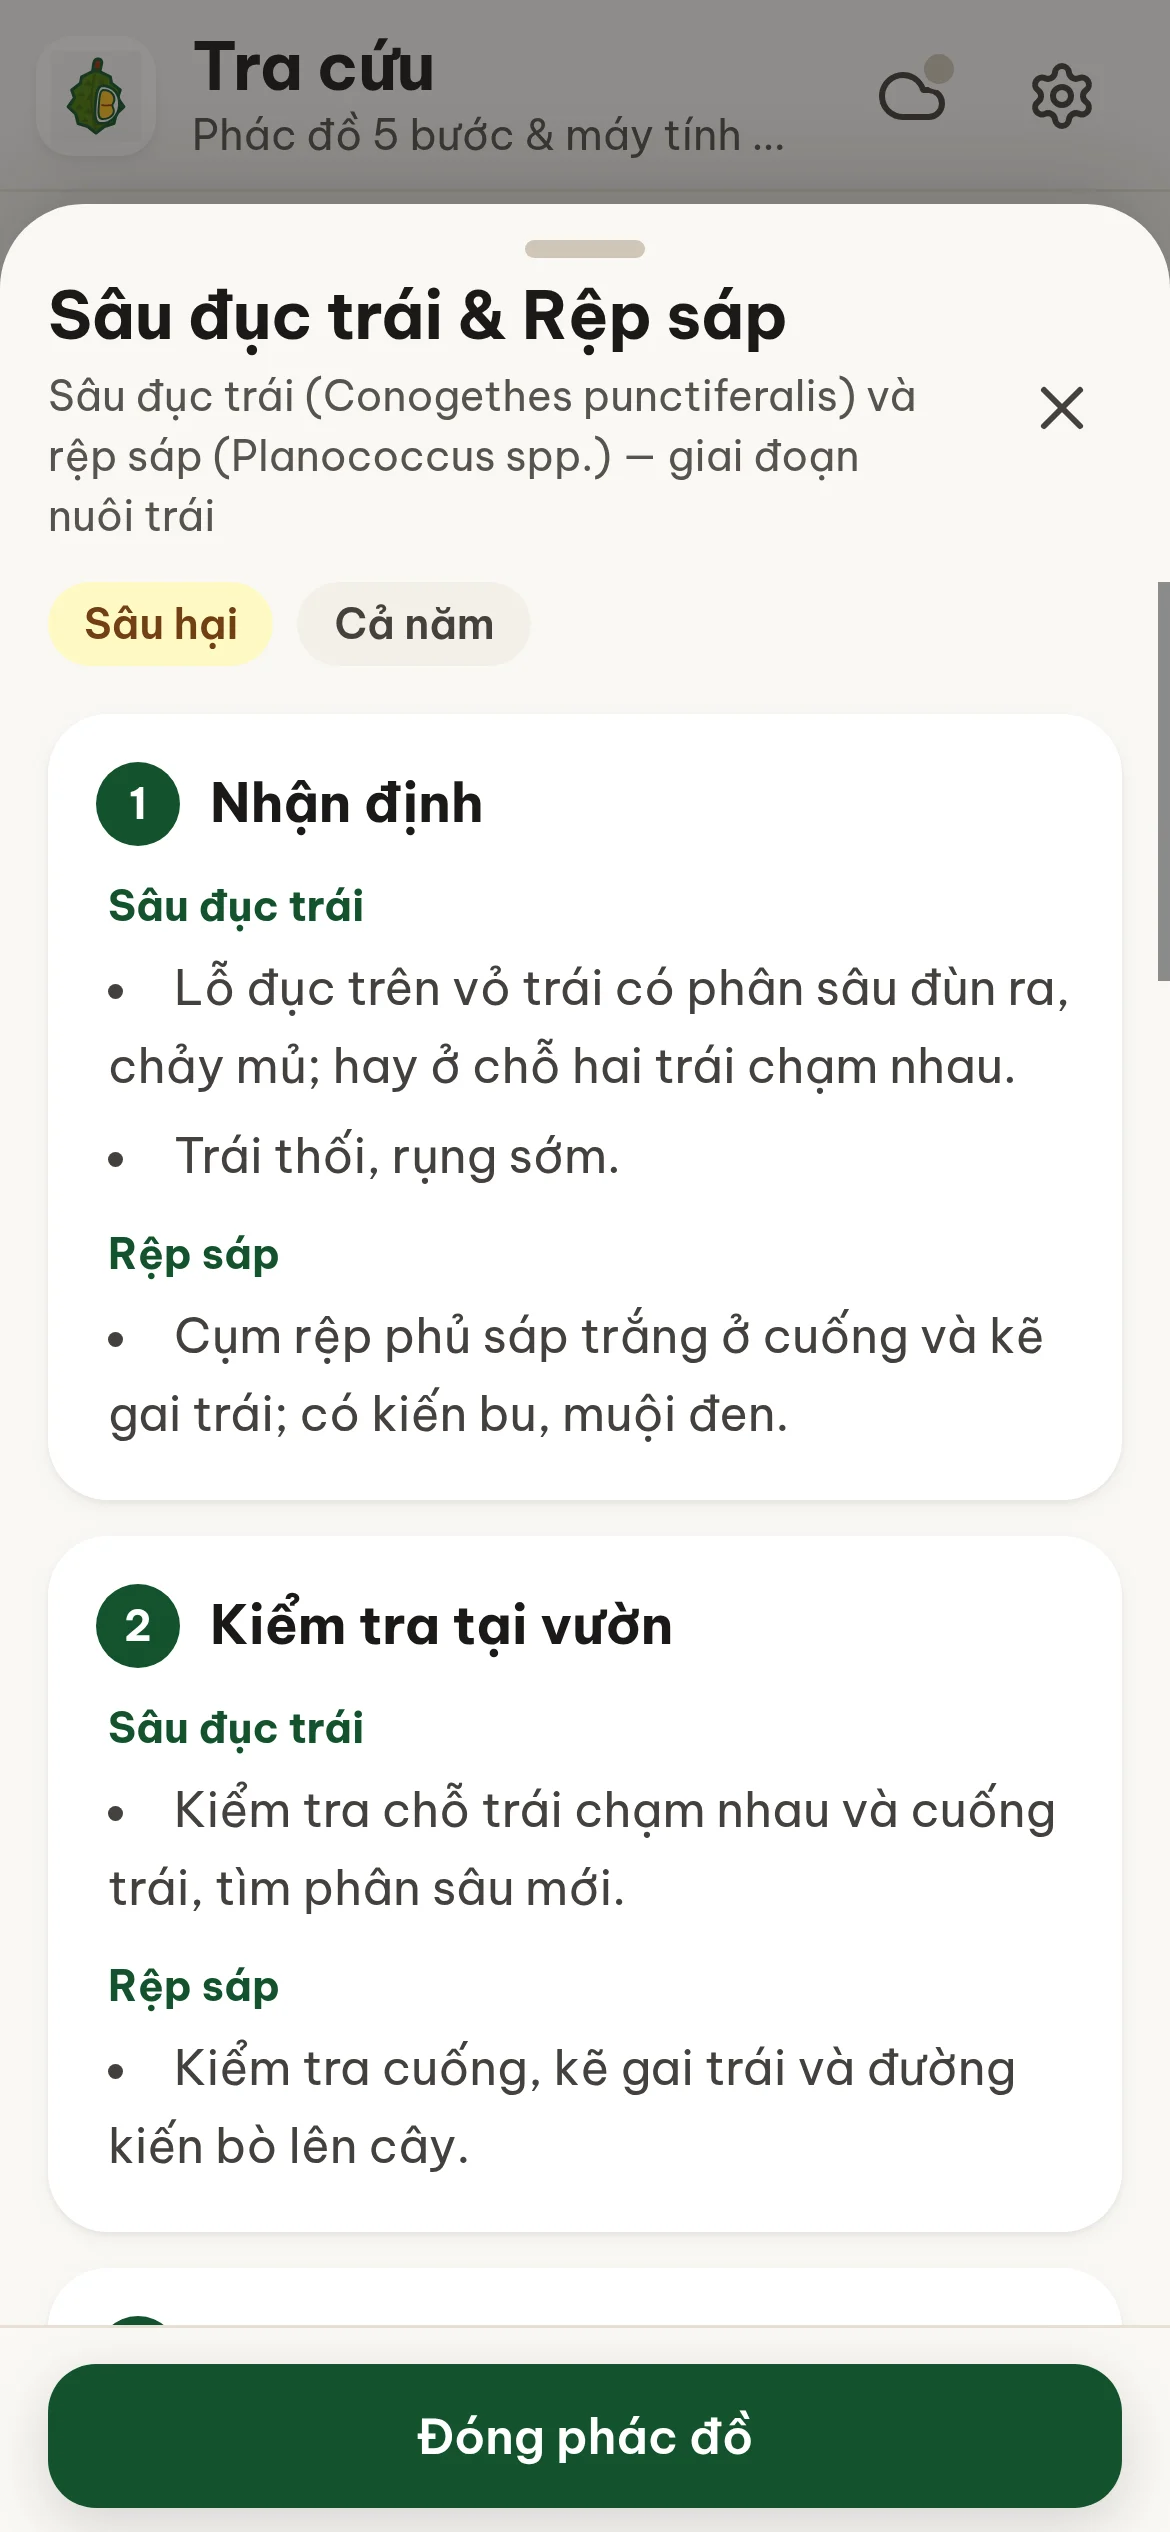 Tra cứu
Phác đồ 5 bước & máy tính ...
Sâu đục trái & Rệp sáp
Sâu đục trái (Conogethes punctiferalis) và
rệp sáp (Planococcus spp.) — giai đoạn
nuôi trái
Sâu hại
Cả năm
1 Nhận định
Sâu đục trái
• Lỗ đục trên vỏ trái có phân sâu đùn ra,
chảy mủ; hay ở chỗ hai trái chạm nhau.
• Trái thối, rụng sớm.
Rệp sáp
• Cụm rệp phủ sáp trắng ở cuống và kẽ
gai trái; có kiến bu, muội đen.
2 Kiểm tra tại vườn
Sâu đục trái
• Kiểm tra chỗ trái chạm nhau và cuống
trái, tìm phân sâu mới.
Rệp sáp
• Kiểm tra cuống, kẽ gai trái và đường
kiến bò lên cây.
Đóng phác đồ